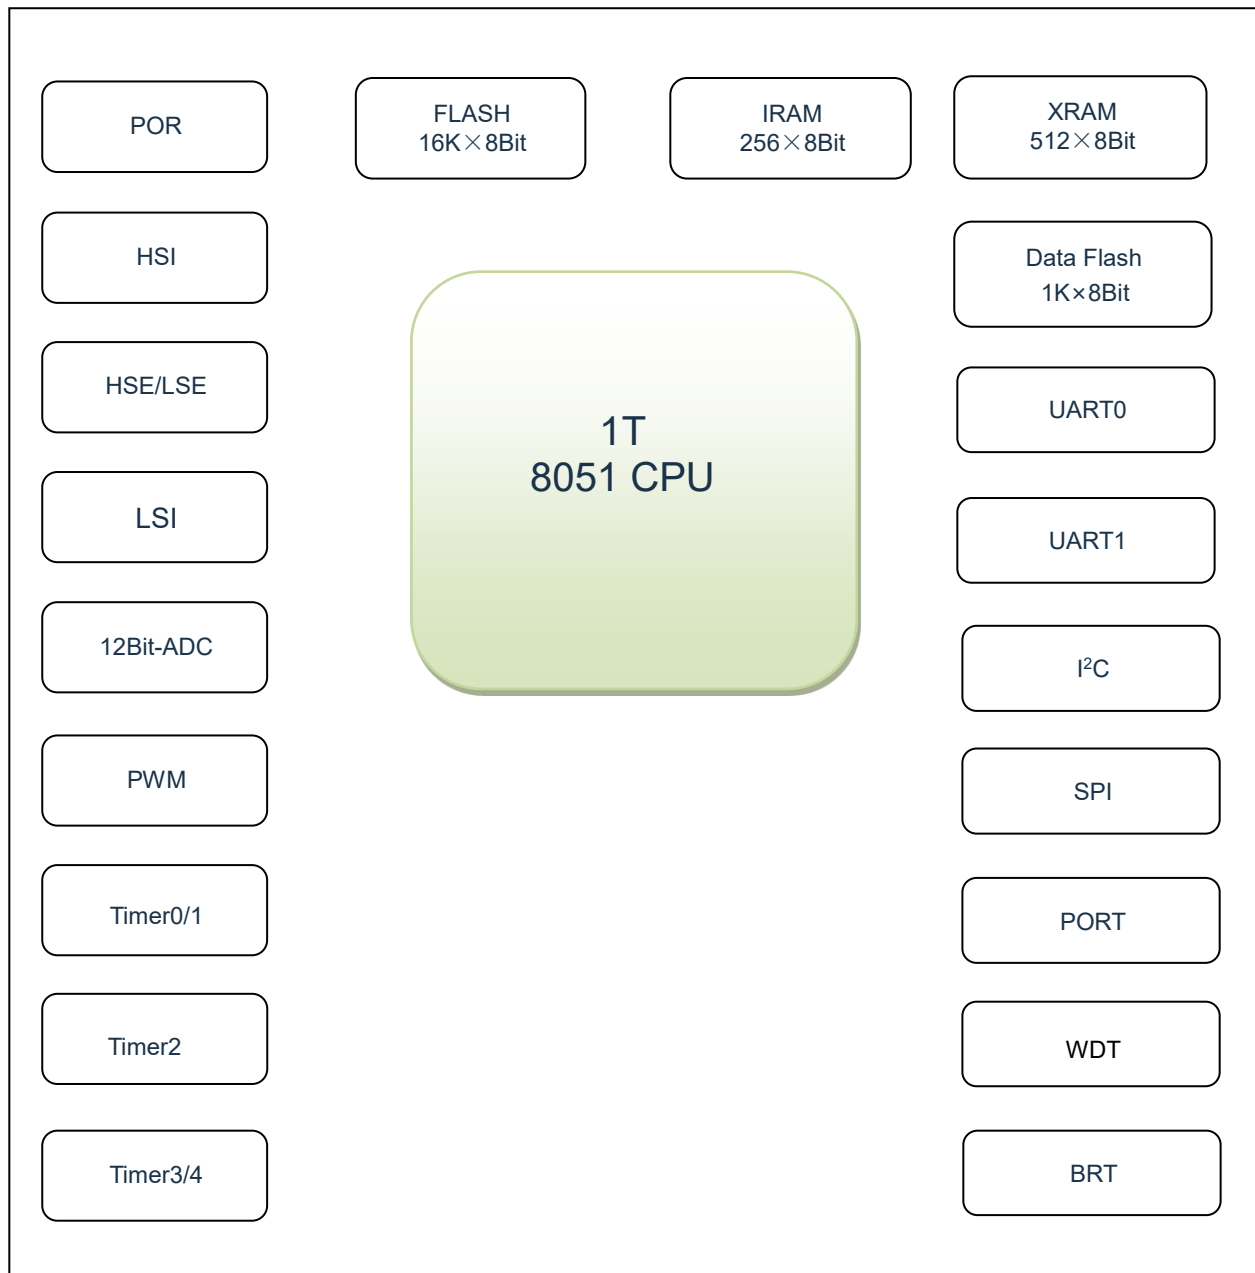 POR
FLASH
16K×8Bit
IRAM
256×8Bit
XRAM
512×8Bit
HSI
Data Flash
1K×8Bit
HSE/LSE
UART0
1T
8051 CPU
LSI
UART1
12Bit-ADC
I²C
PWM
SPI
Timer0/1
PORT
Timer2
WDT
Timer3/4
BRT